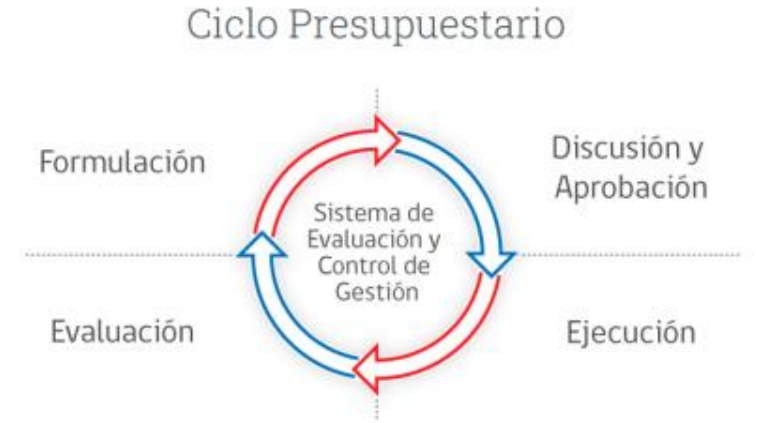 Ciclo Presupuestario
Formulación
Discusión y
Aprobación
Sistema de
Evaluación y
Control de
Gestión
Evaluación
Ejecución